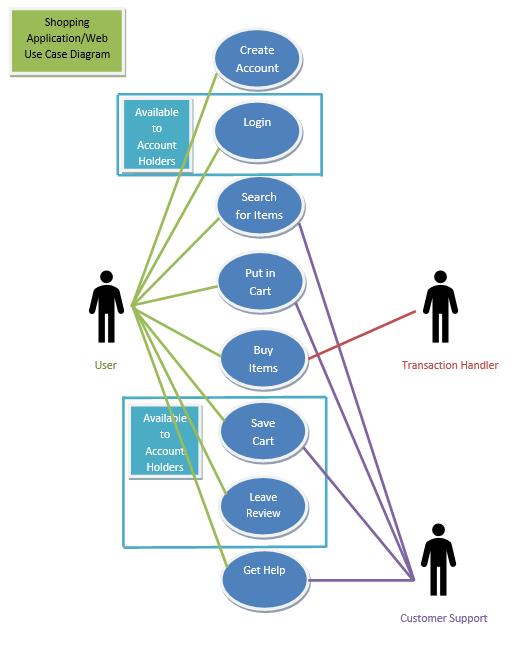 Shopping
Application/Web
Use Case Diagram
Create
Account
Available
to
Account
Holders
Login
Search
for Items
Put in
Cart
User
Transaction Handler
Buy
Items
Available
to
Account
Holders
Save
Cart
Leave
Review
Get Help
Customer Support